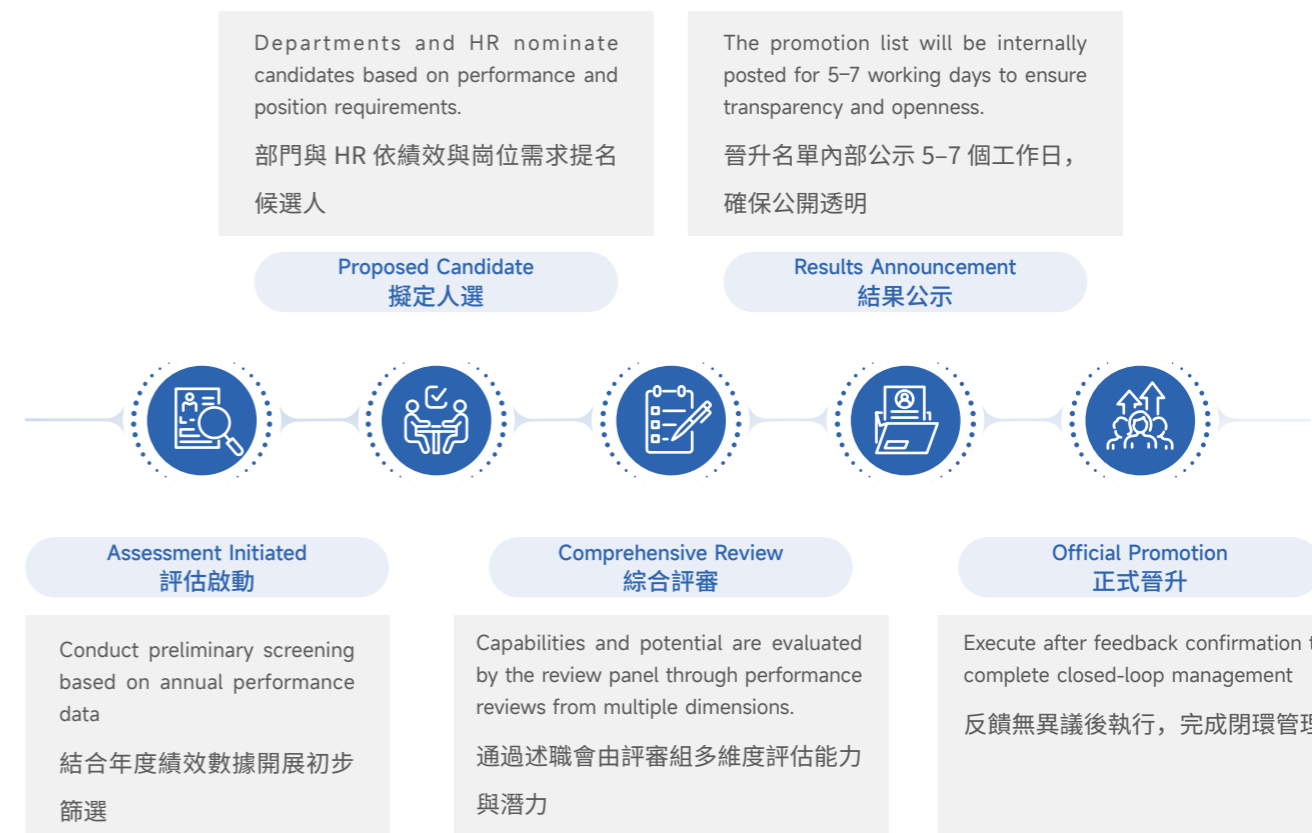 Departments and HR nominate
candidates based on performance and
position requirements.
部門與 HR 依績效與崗位需求提名
候選人
Proposed Candidate
擬定人選
The promotion list will be internally
posted for 5–7 working days to ensure
transparency and openness.
晉升名單內部公示 5–7 個工作日，
確保公開透明
Results Announcement
結果公示
Assessment Initiated
評估啟動
Conduct preliminary screening
based on annual performance
data
結合年度績效數據開展初步
篩選
Comprehensive Review
綜合評審
Capabilities and potential are evaluated
by the review panel through performance
reviews from multiple dimensions.
通過述職會由評審組多維度評估能力
與潛力
Official Promotion
正式晉升
Execute after feedback confirmation
complete closed-loop management
反饋無異議後執行，完成閉環管理